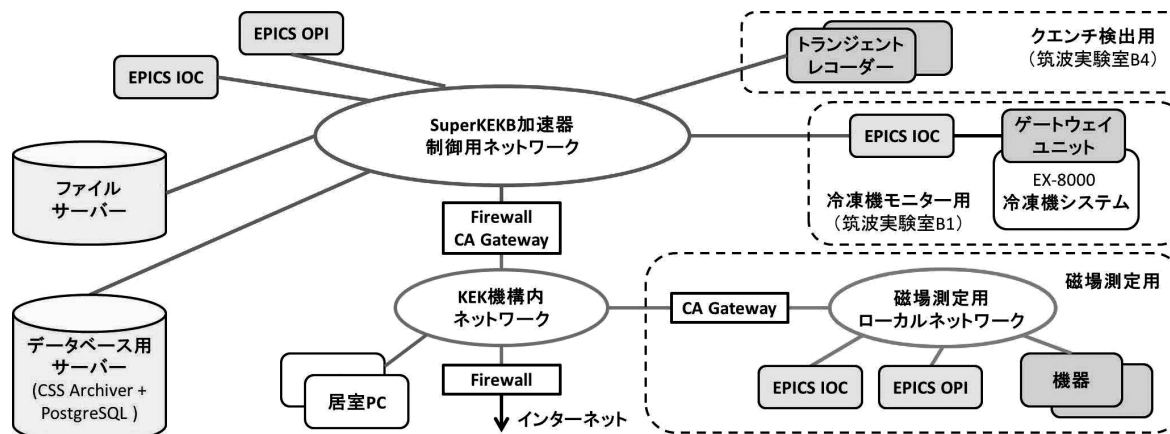 EPICS OPI
EPICS IOC
トランジェント
レコーダー
クエンチ検出用
（筑波実験室B4）
SuperKEKB加速器
制御用ネットワーク
EPICS IOC
ゲートウェイ
ユニット
EX-8000
冷凍機システム
冷凍機モニター用
（筑波実験室B1）
ファイル
サーバー
Firewall
CA Gateway
KEK機構内
ネットワーク
CA Gateway
磁場測定用
ローカルネットワーク
磁場測定用
データベース用
サーバー
(CSS Archiver +
PostgreSQL )
居室PC
Firewall
インターネット
EPICS IOC
EPICS OPI
機器